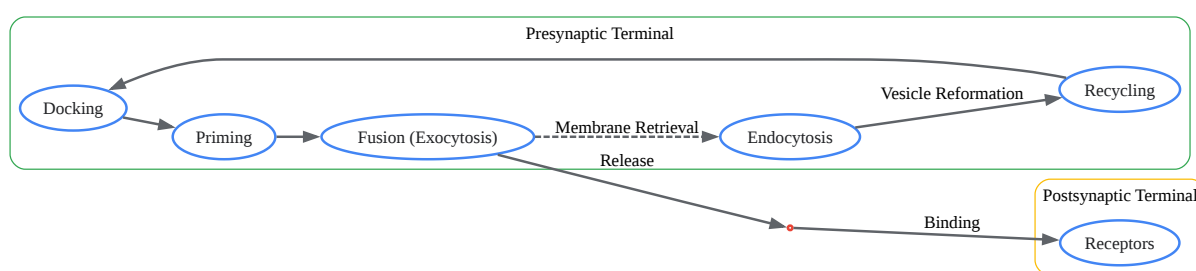 Presynaptic Terminal
Docking
Priming
Fusion (Exocytosis)
Membrane Retrieval
Endocytosis
Vesicle Reformation
Recycling
Release
Postsynaptic Terminal
Binding
Receptors